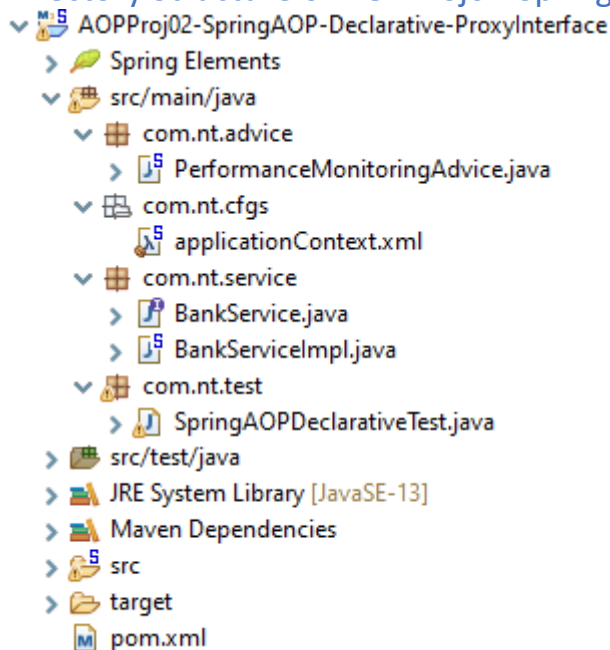 AOPProj02-SpringAOP-Declarative-ProxyInterface
Spring Elements
src/main/java
com.nt.advice
PerformanceMonitoringAdvice.java
com.nt.cfgs
applicationContext.xml
com.nt.service
BankService.java
BankServiceImpl.java
com.nt.test
SpringAOPDeclarativeTest.java
src/test/java
JRE System Library [JavaSE-13]
Maven Dependencies
src
target
pom.xml